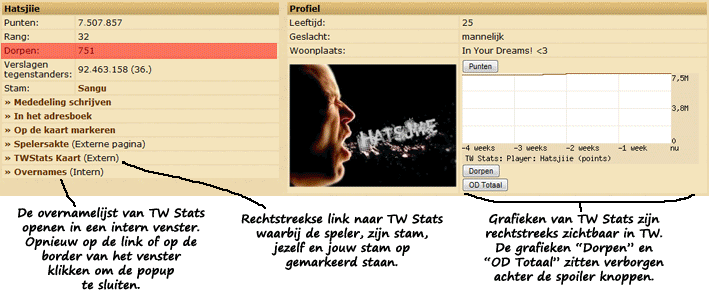 Hatsjiie
Punten: 7.507.857
Rang: 32
Dorpen: 751
Verslagen
tegenstanders: 92.463.158 (36.)
Stam: Sangu
» Mededeling schrijven
» In het adresboek
» Op de kaart markeren
» Spelersakte (Externe pagina)
» TWStats Kaart (Extern)
» Overnames (Intern)
Profiel
Leeftijd: 25
Geslacht: mannelijk
Woonplaats: In Your Dreams! <3
HATSJIIE
Punten
7,5M
3,8M
0
-4 weeks -3 weeks -2 weeks -1 week nu
TW Stats: Player: Hatsjiie (points)
Dorpen
OD Totaal
De overnamelijst van TW Stats
openen in een intern venster.
Opnieuw op de link of op de
border van het venster
klikken om de popup
te sluiten.
Rechtstreekse link naar TW Stats
waarbij de speler, zijn stam,
jezelf en jouw stam op
gemarkeerd staan.
Grafieken van TW Stats zijn
rechtstreeks zichtbaar in TW.
De grafieken “Dorpen” en
“OD Totaal” zitten verborgen
achter de spoiler knoppen.